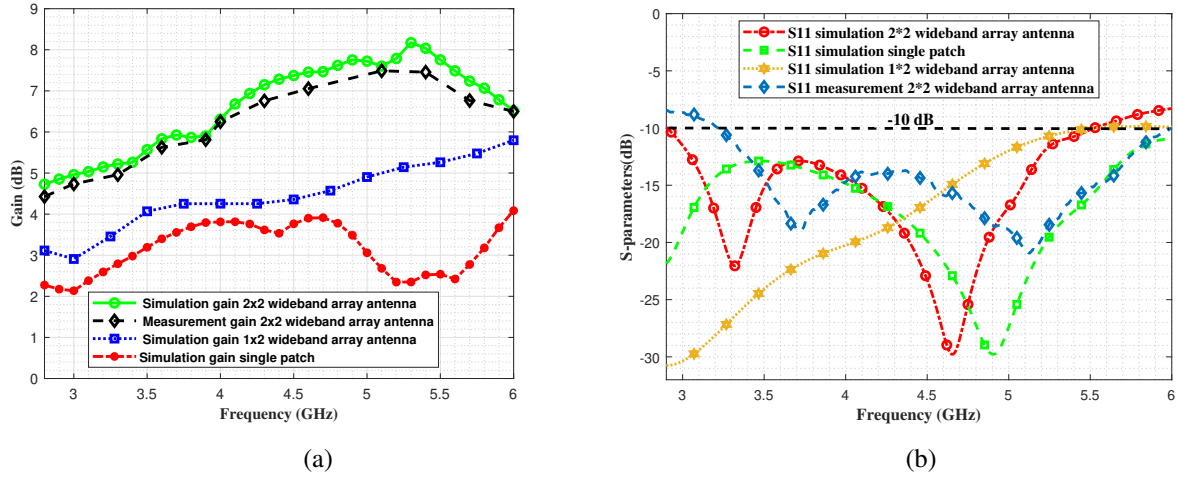 9
8
7
6
5
4
3
2
1
0
Gain (dB)
3
3.5
4
4.5
5
5.5
6
Frequency (GHz)
Simulation gain 2x2 wideband array antenna
Measurement gain 2x2 wideband array antenna
Simulation gain 1x2 wideband array antenna
Simulation gain single patch
(a)
0
-5
-10
-15
-20
-25
-30
S-parameters(dB)
S11 simulation 2*2 wideband array antenna
S11 simulation single patch
S11 simulation 1*2 wideband array antenna
S11 measurement 2*2 wideband array antenna
-10 dB
3
3.5
4
4.5
5
5.5
6
Frequency (GHz)
(b)